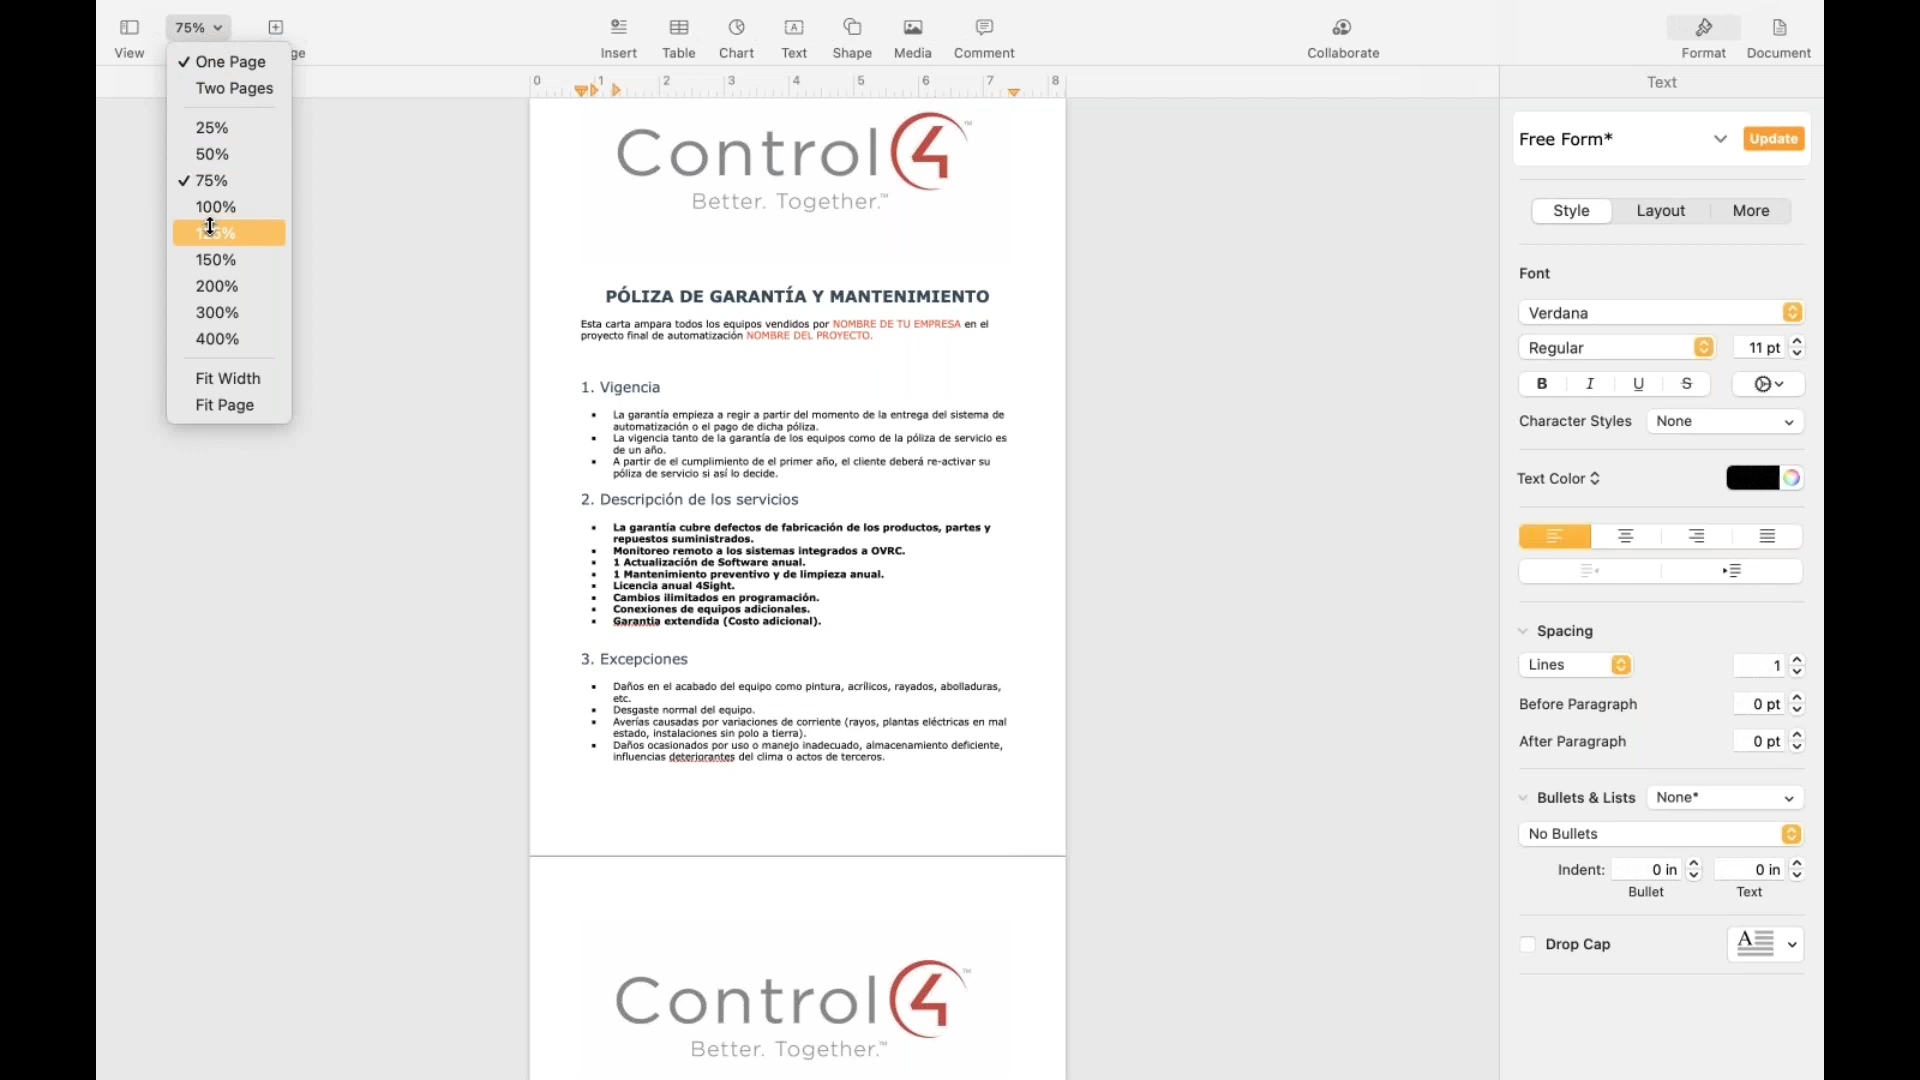 75%
View
ge
Insert
Table
Chart
Text
Shape
Media
Comment
Collaborate
Format
Document
One Page
Two Pages
25%
50%
75%
100%
125%
150%
200%
300%
400%
Fit Width
Fit Page
0 1 2 3 4 5 6 7 8
Control4™
Better. Together.™
PÓLIZA DE GARANTÍA Y MANTENIMIENTO
Esta carta ampara todos los equipos vendidos por NOMBRE DE TU EMPRESA en el
proyecto final de automatización NOMBRE DEL PROYECTO.
1. Vigencia
▪ La garantía empieza a regir a partir del momento de la entrega del sistema de
automatización o el pago de dicha póliza.
▪ La vigencia tanto de la garantía de los equipos como de la póliza de servicio es
de un año.
▪ A partir de el cumplimiento de el primer año, el cliente deberá re-activar su
póliza de servicio si así lo decide.
2. Descripción de los servicios
▪ La garantía cubre defectos de fabricación de los productos, partes y
repuestos suministrados.
▪ Monitoreo remoto a los sistemas integrados a OVRC.
▪ 1 Actualización de Software anual.
▪ 1 Mantenimiento preventivo y de limpieza anual.
▪ Licencia anual 4Sight.
▪ Cambios ilimitados en programación.
▪ Conexiones de equipos adicionales.
▪ Garantia extendida (Costo adicional).
3. Excepciones
▪ Daños en el acabado del equipo como pintura, acrílicos, rayados, abolladuras,
etc.
▪ Desgaste normal del equipo.
▪ Averías causadas por variaciones de corriente (rayos, plantas eléctricas en mal
estado, instalaciones sin polo a tierra).
▪ Daños ocasionados por uso o manejo inadecuado, almacenamiento deficiente,
influencias deteriorantes del clima o actos de terceros.
Control4™
Better. Together.™
Text
Free Form*
Update
Style
Layout
More
Font
Verdana
Regular
11 pt
B I U S
Character Styles
None
Text Color
Spacing
Lines
1
Before Paragraph
0 pt
After Paragraph
0 pt
Bullets & Lists
None*
No Bullets
Indent:
0 in
0 in
Bullet
Text
Drop Cap
A